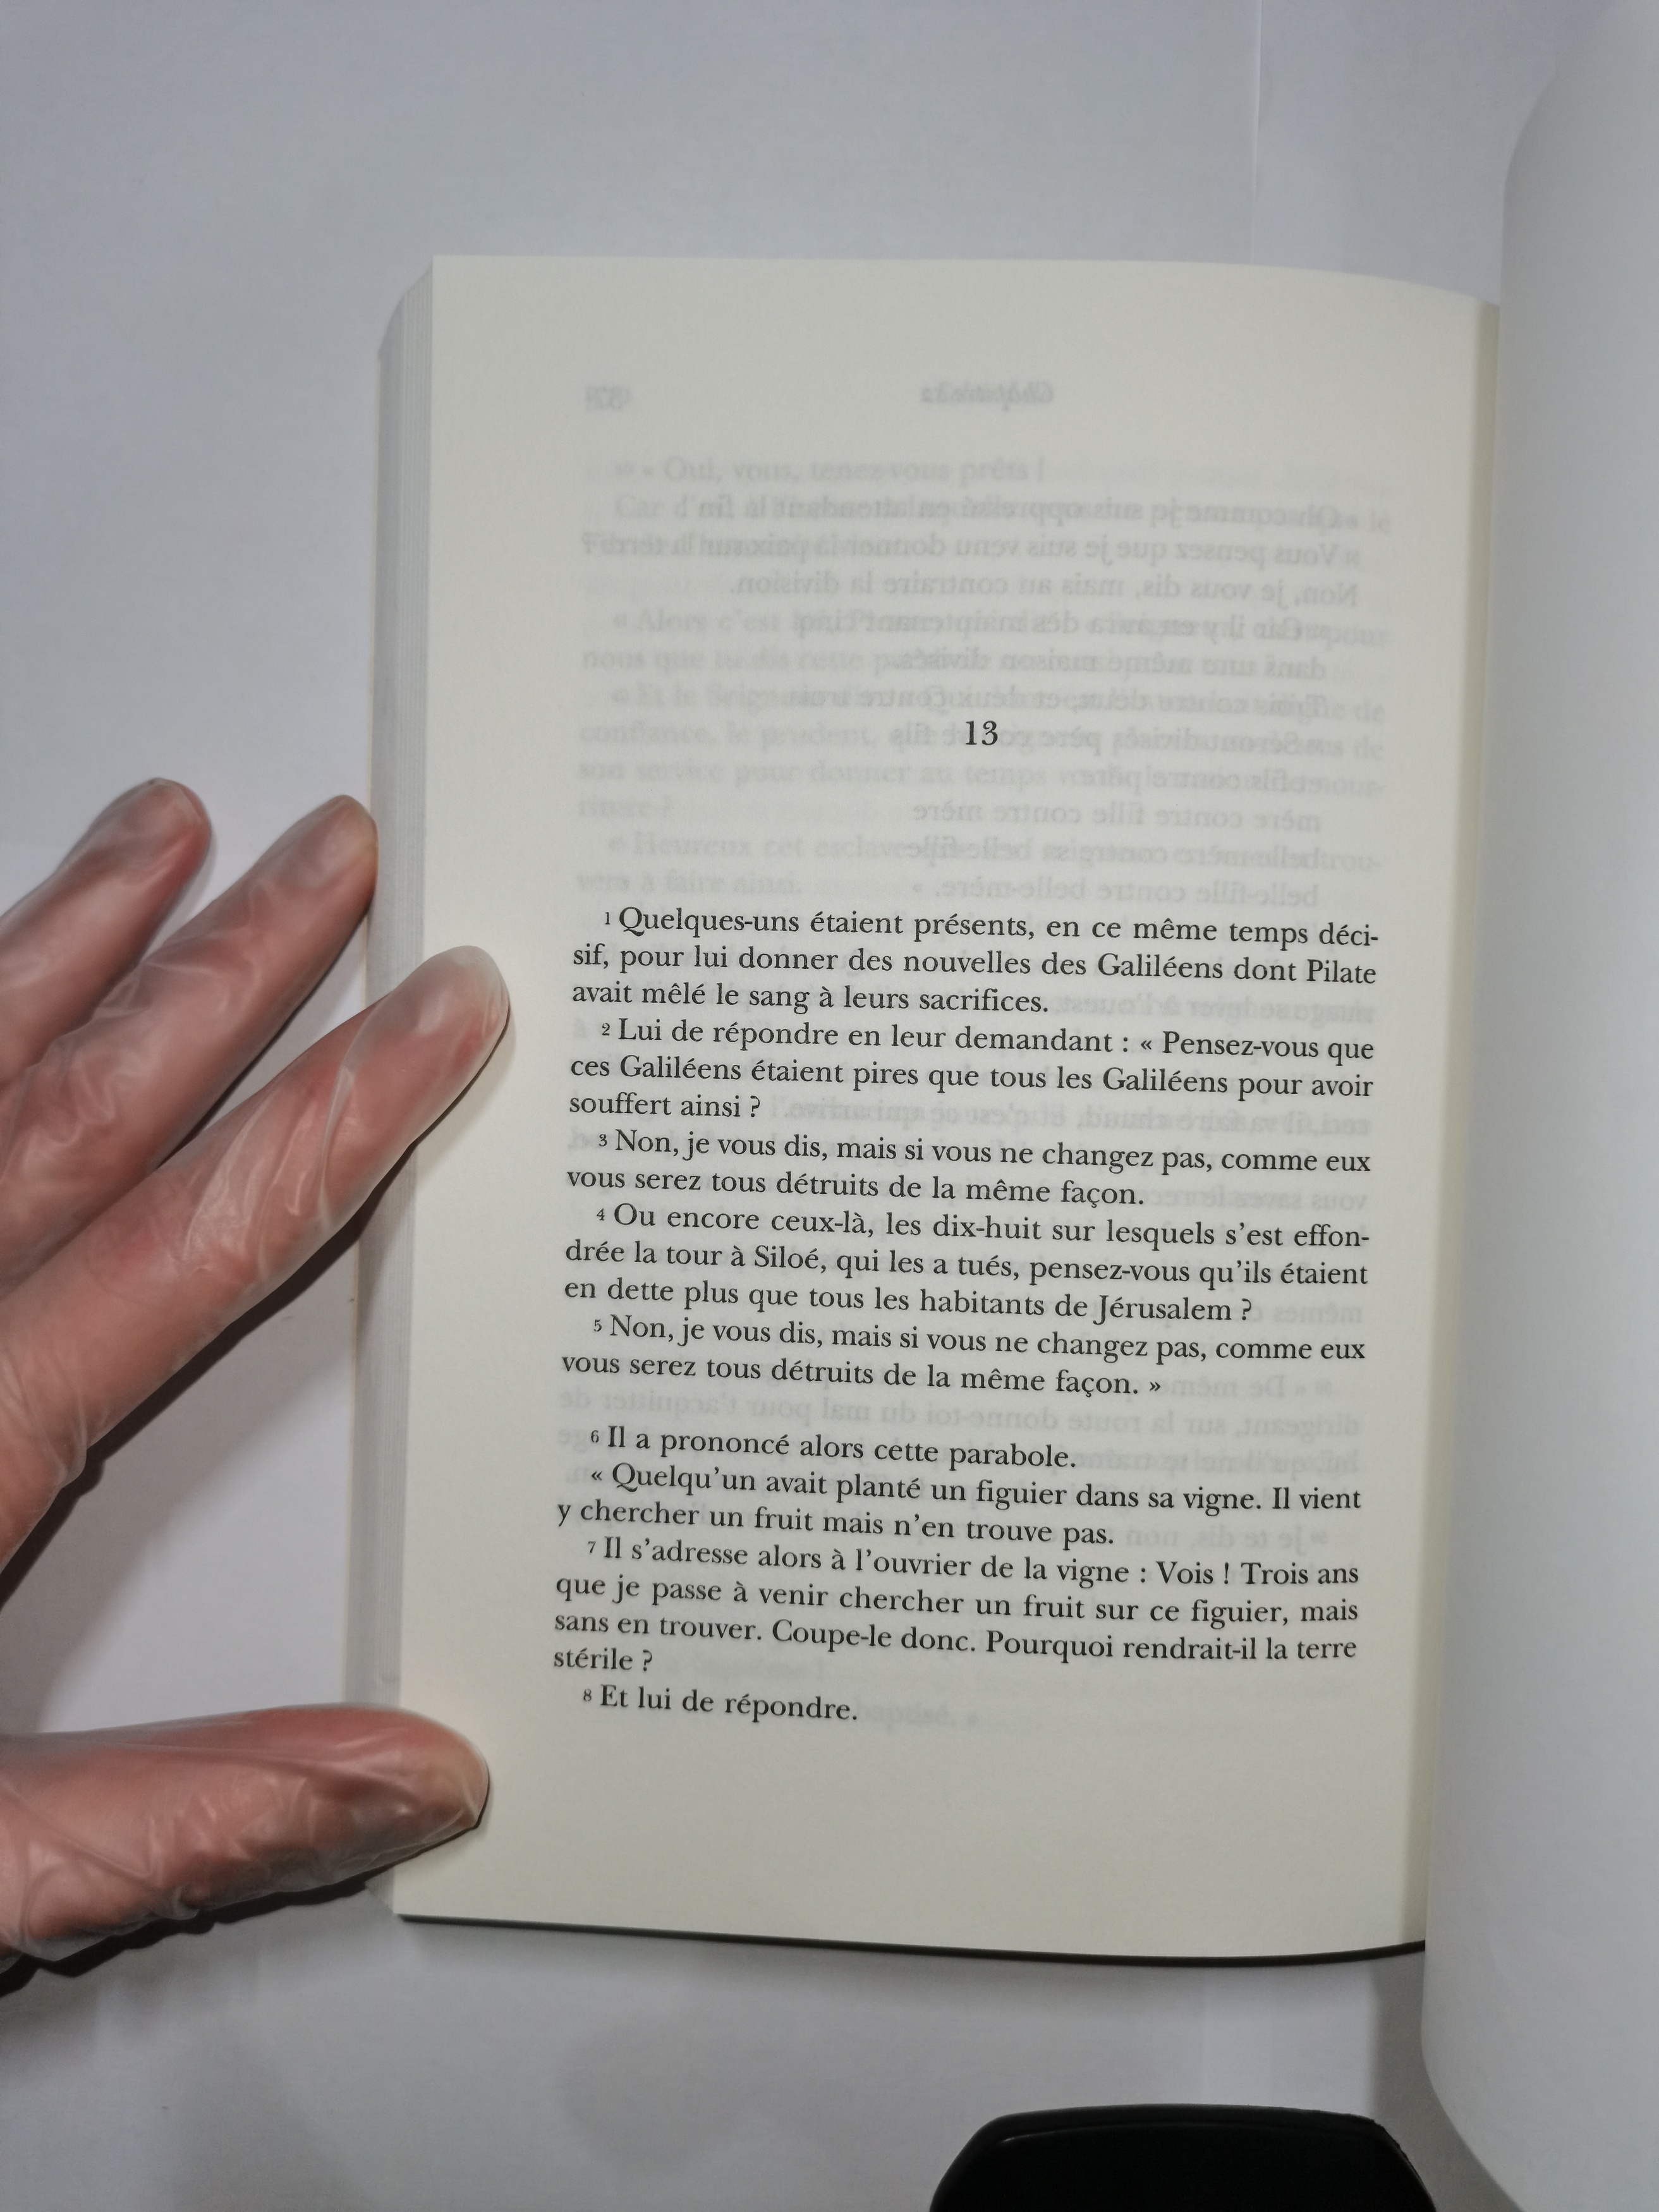 13
1 Quelques-uns étaient présents, en ce même temps déci-
sif, pour lui donner des nouvelles des Galiléens dont Pilate
avait mêlé le sang à leurs sacrifices.
2 Lui de répondre en leur demandant : « Pensez-vous que
ces Galiléens étaient pires que tous les Galiléens pour avoir
souffert ainsi ?
3 Non, je vous dis, mais si vous ne changez pas, comme eux
vous serez tous détruits de la même façon.
4 Ou encore ceux-là, les dix-huit sur lesquels s’est effon-
drée la tour à Siloé, qui les a tués, pensez-vous qu’ils étaient
en dette plus que tous les habitants de Jérusalem ?
5 Non, je vous dis, mais si vous ne changez pas, comme eux
vous serez tous détruits de la même façon. »
6 Il a prononcé alors cette parabole.
« Quelqu’un avait planté un figuier dans sa vigne. Il vient
y chercher un fruit mais n’en trouve pas.
7 Il s’adresse alors à l’ouvrier de la vigne : Vois ! Trois ans
que je passe à venir chercher un fruit sur ce figuier, mais
sans en trouver. Coupe-le donc. Pourquoi rendrait-il la terre
stérile ?
8 Et lui de répondre.